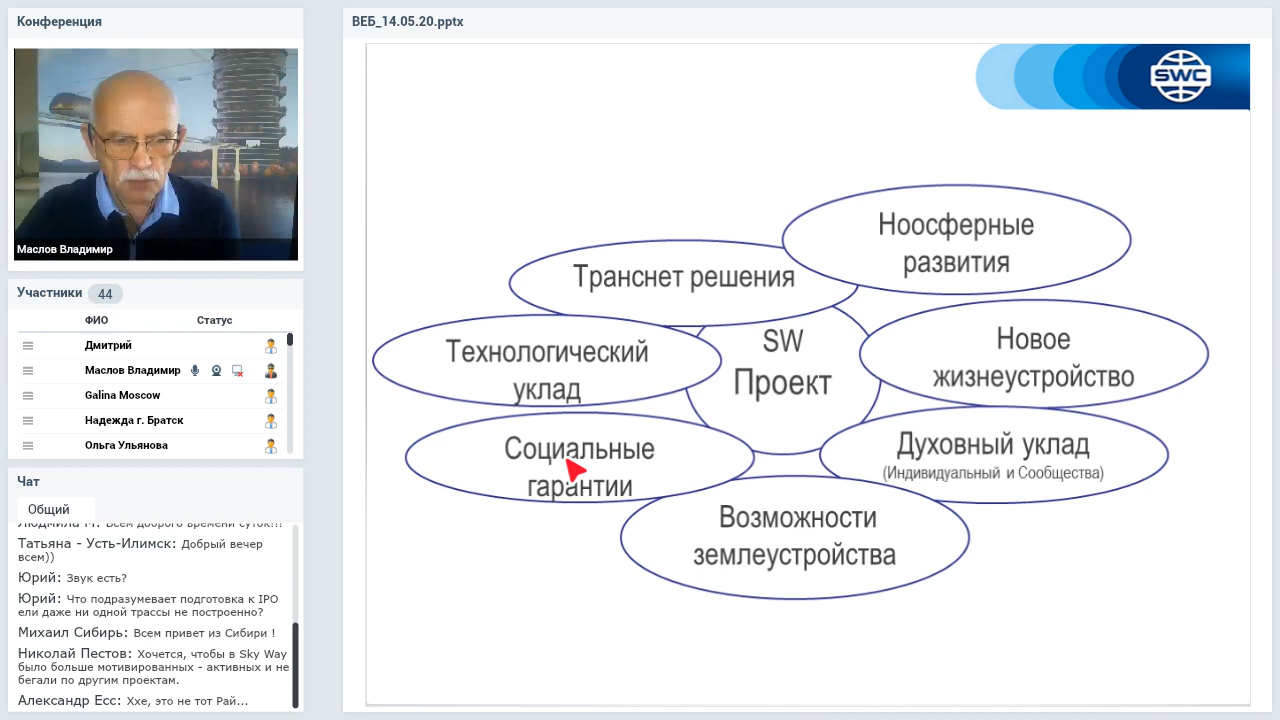 Конференция
Маслов Владимир
Участники 44
ФИО Статус
Дмитрий
Маслов Владимир
Galina Moscow
Надежда г. Братск
Ольга Ульянова
Чат
Общий
Людмила М: Всем доброго времени суток!!!
Татьяна - Усть-Илимск: Добрый вечер
всем))
Юрий: Звук есть?
Юрий: Что подразумевает подготовка к IPO
ели даже ни одной трассы не построенно?
Михаил Сибирь: Всем привет из Сибири !
Николай Пестов: Хочется, чтобы в Sky Way
было больше мотивированных - активных и не
бегали по другим проектам.
Александр Есс: Ххе, это не тот Рай...
ВЕБ_14.05.20.pptx
SWC
Ноосферные
развития
Транснет решения
SW
Проект
Новое
жизнеустройство
Технологический
уклад
Духовный уклад
(Индивидуальный и Сообщества)
Социальные
гарантии
Возможности
землеустройства